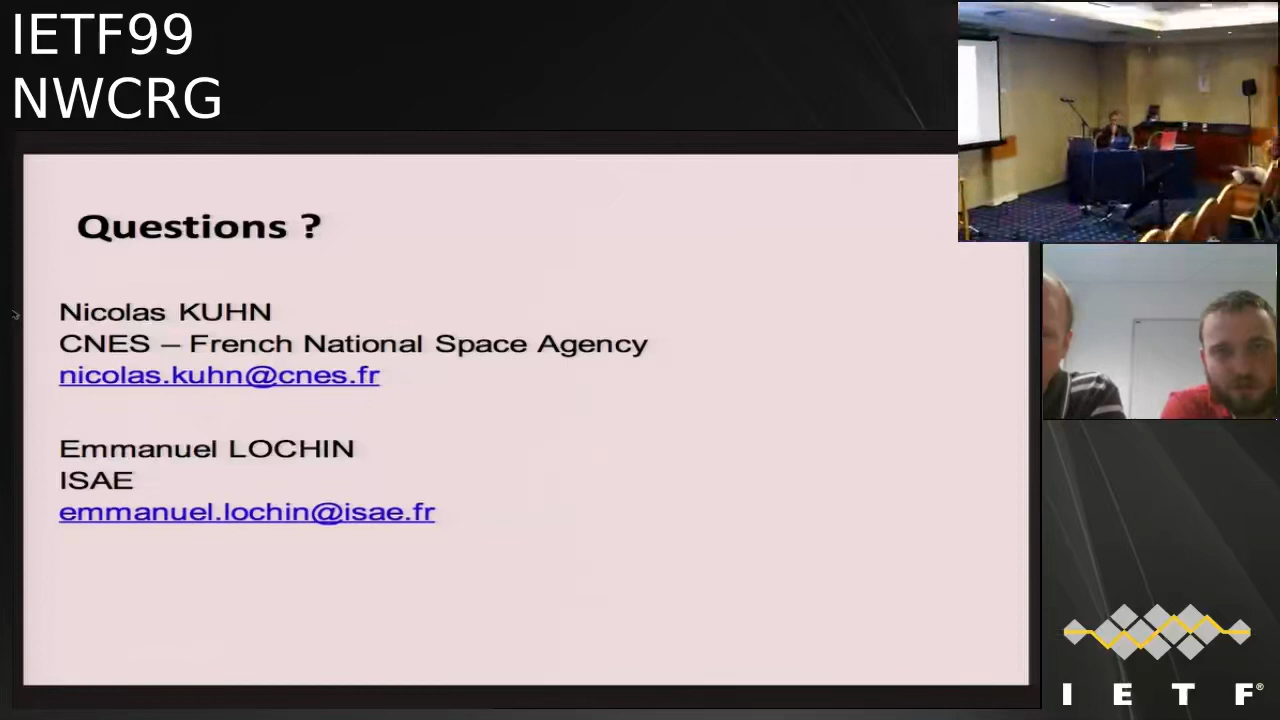 IETF99
NWCRG
Questions ?
Nicolas KUHN
CNES – French National Space Agency
nicolas.kuhn@cnes.fr
Emmanuel LOCHIN
ISAE
emmanuel.lochin@isae.fr
I E T F®